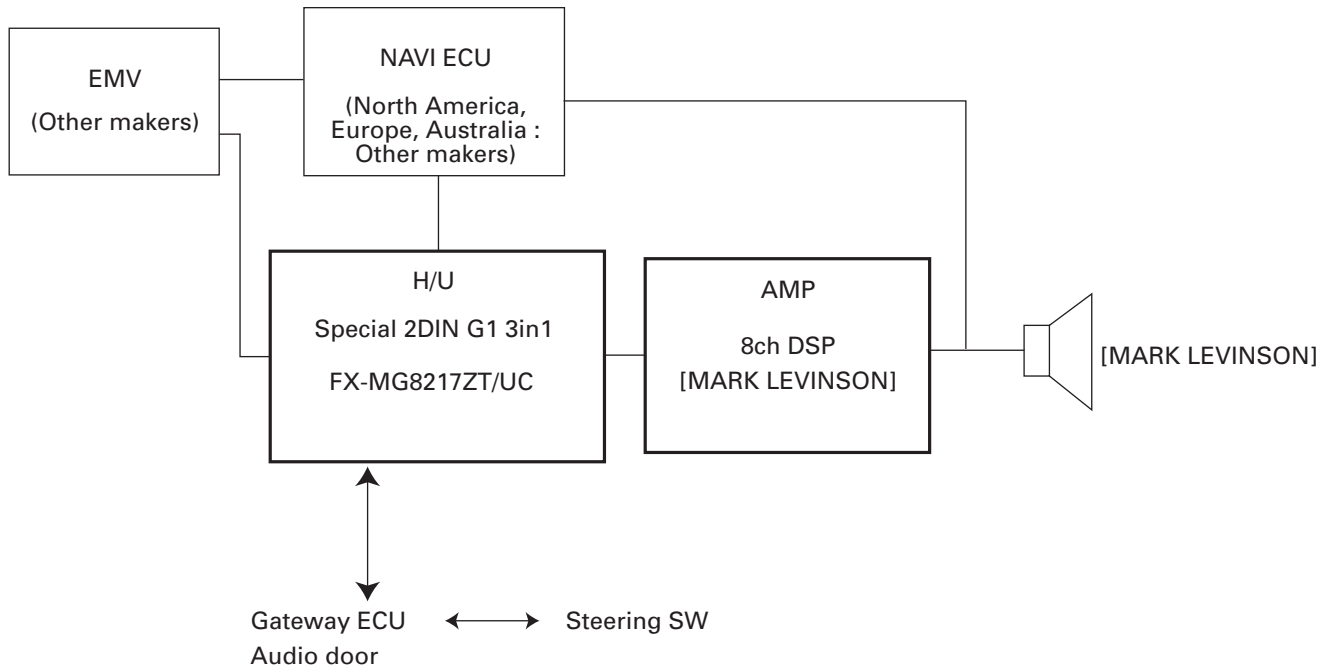 EMV
(Other makers)
NAVI ECU
(North America,
Europe, Australia :
Other makers)
H/U
Special 2DIN G1 3in1
FX-MG8217ZT/UC
AMP
8ch DSP
[MARK LEVINSON]
[MARK LEVINSON]
Gateway ECU
Steering SW
Audio door